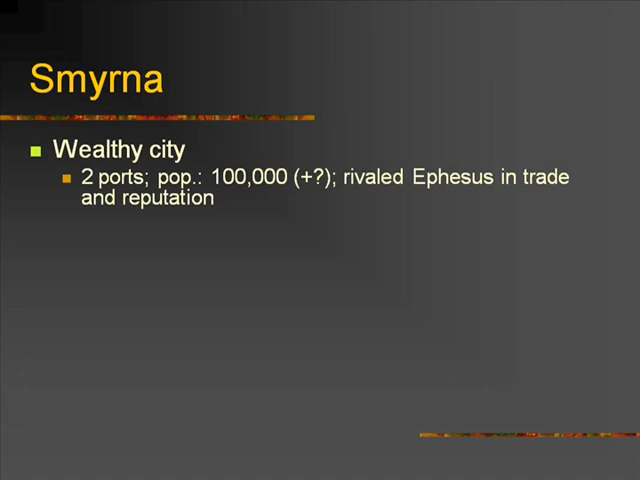 Smyrna
Wealthy city
2 ports; pop.: 100,000 (+?); rivaled Ephesus in trade
and reputation